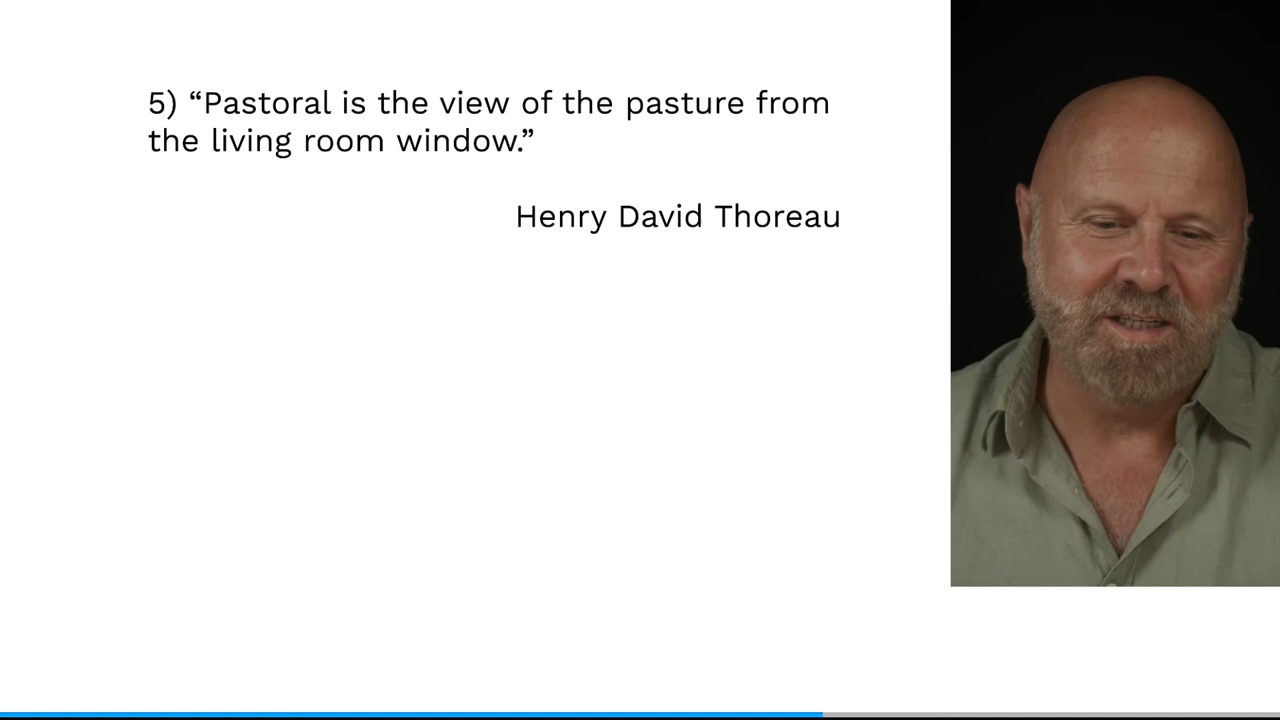 5) “Pastoral is the view of the pasture from
the living room window.”
Henry David Thoreau